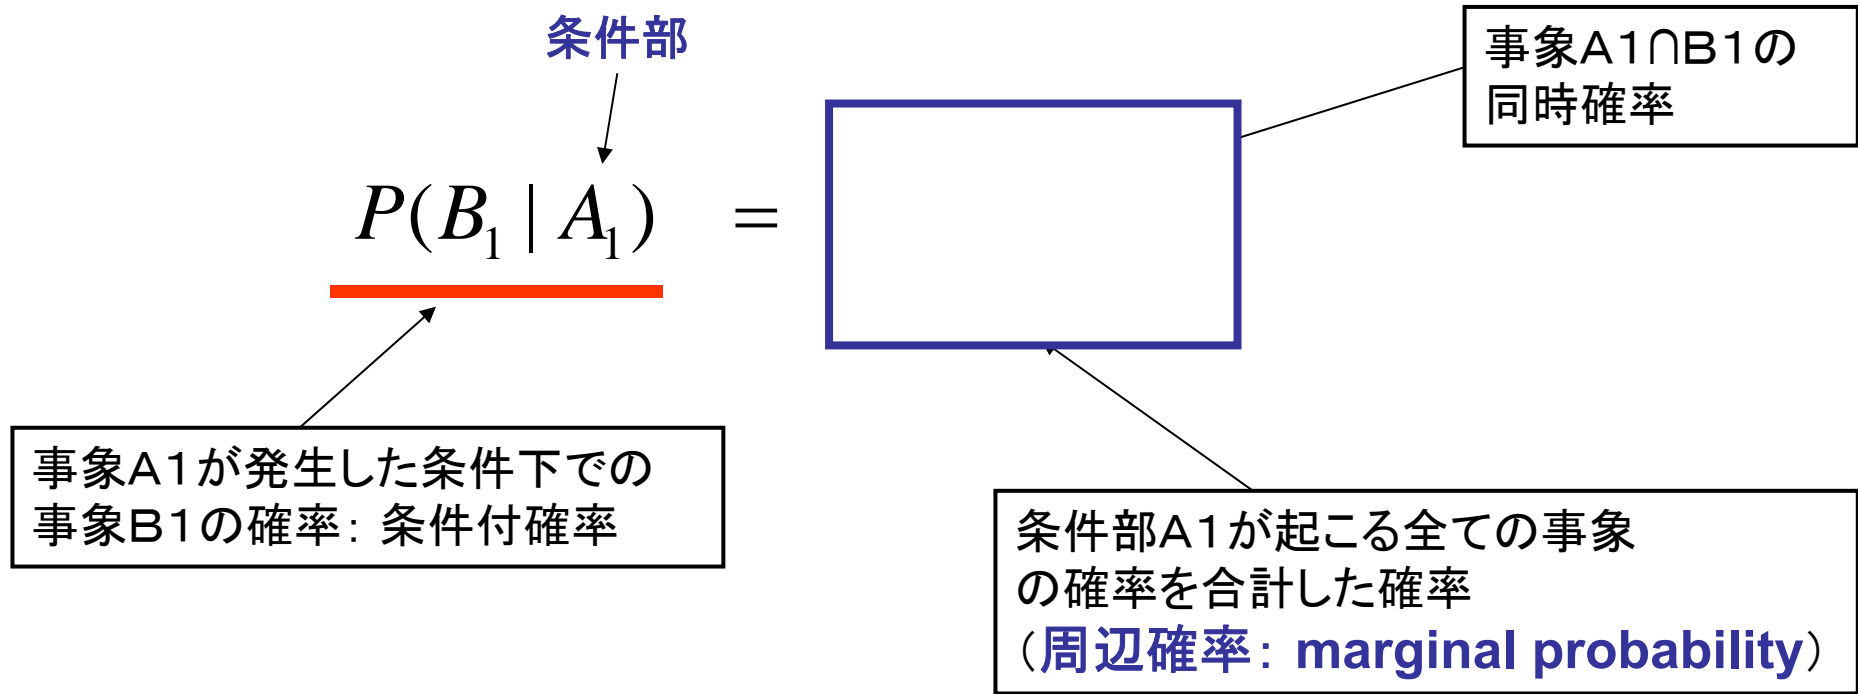 条件部
事象A1∩B1の
同時確率
P(B₁ | A₁) =
事象A1が発生した条件下での
事象B1の確率： 条件付確率
条件部A1が起こる全ての事象
の確率を合計した確率
（周辺確率： marginal probability）